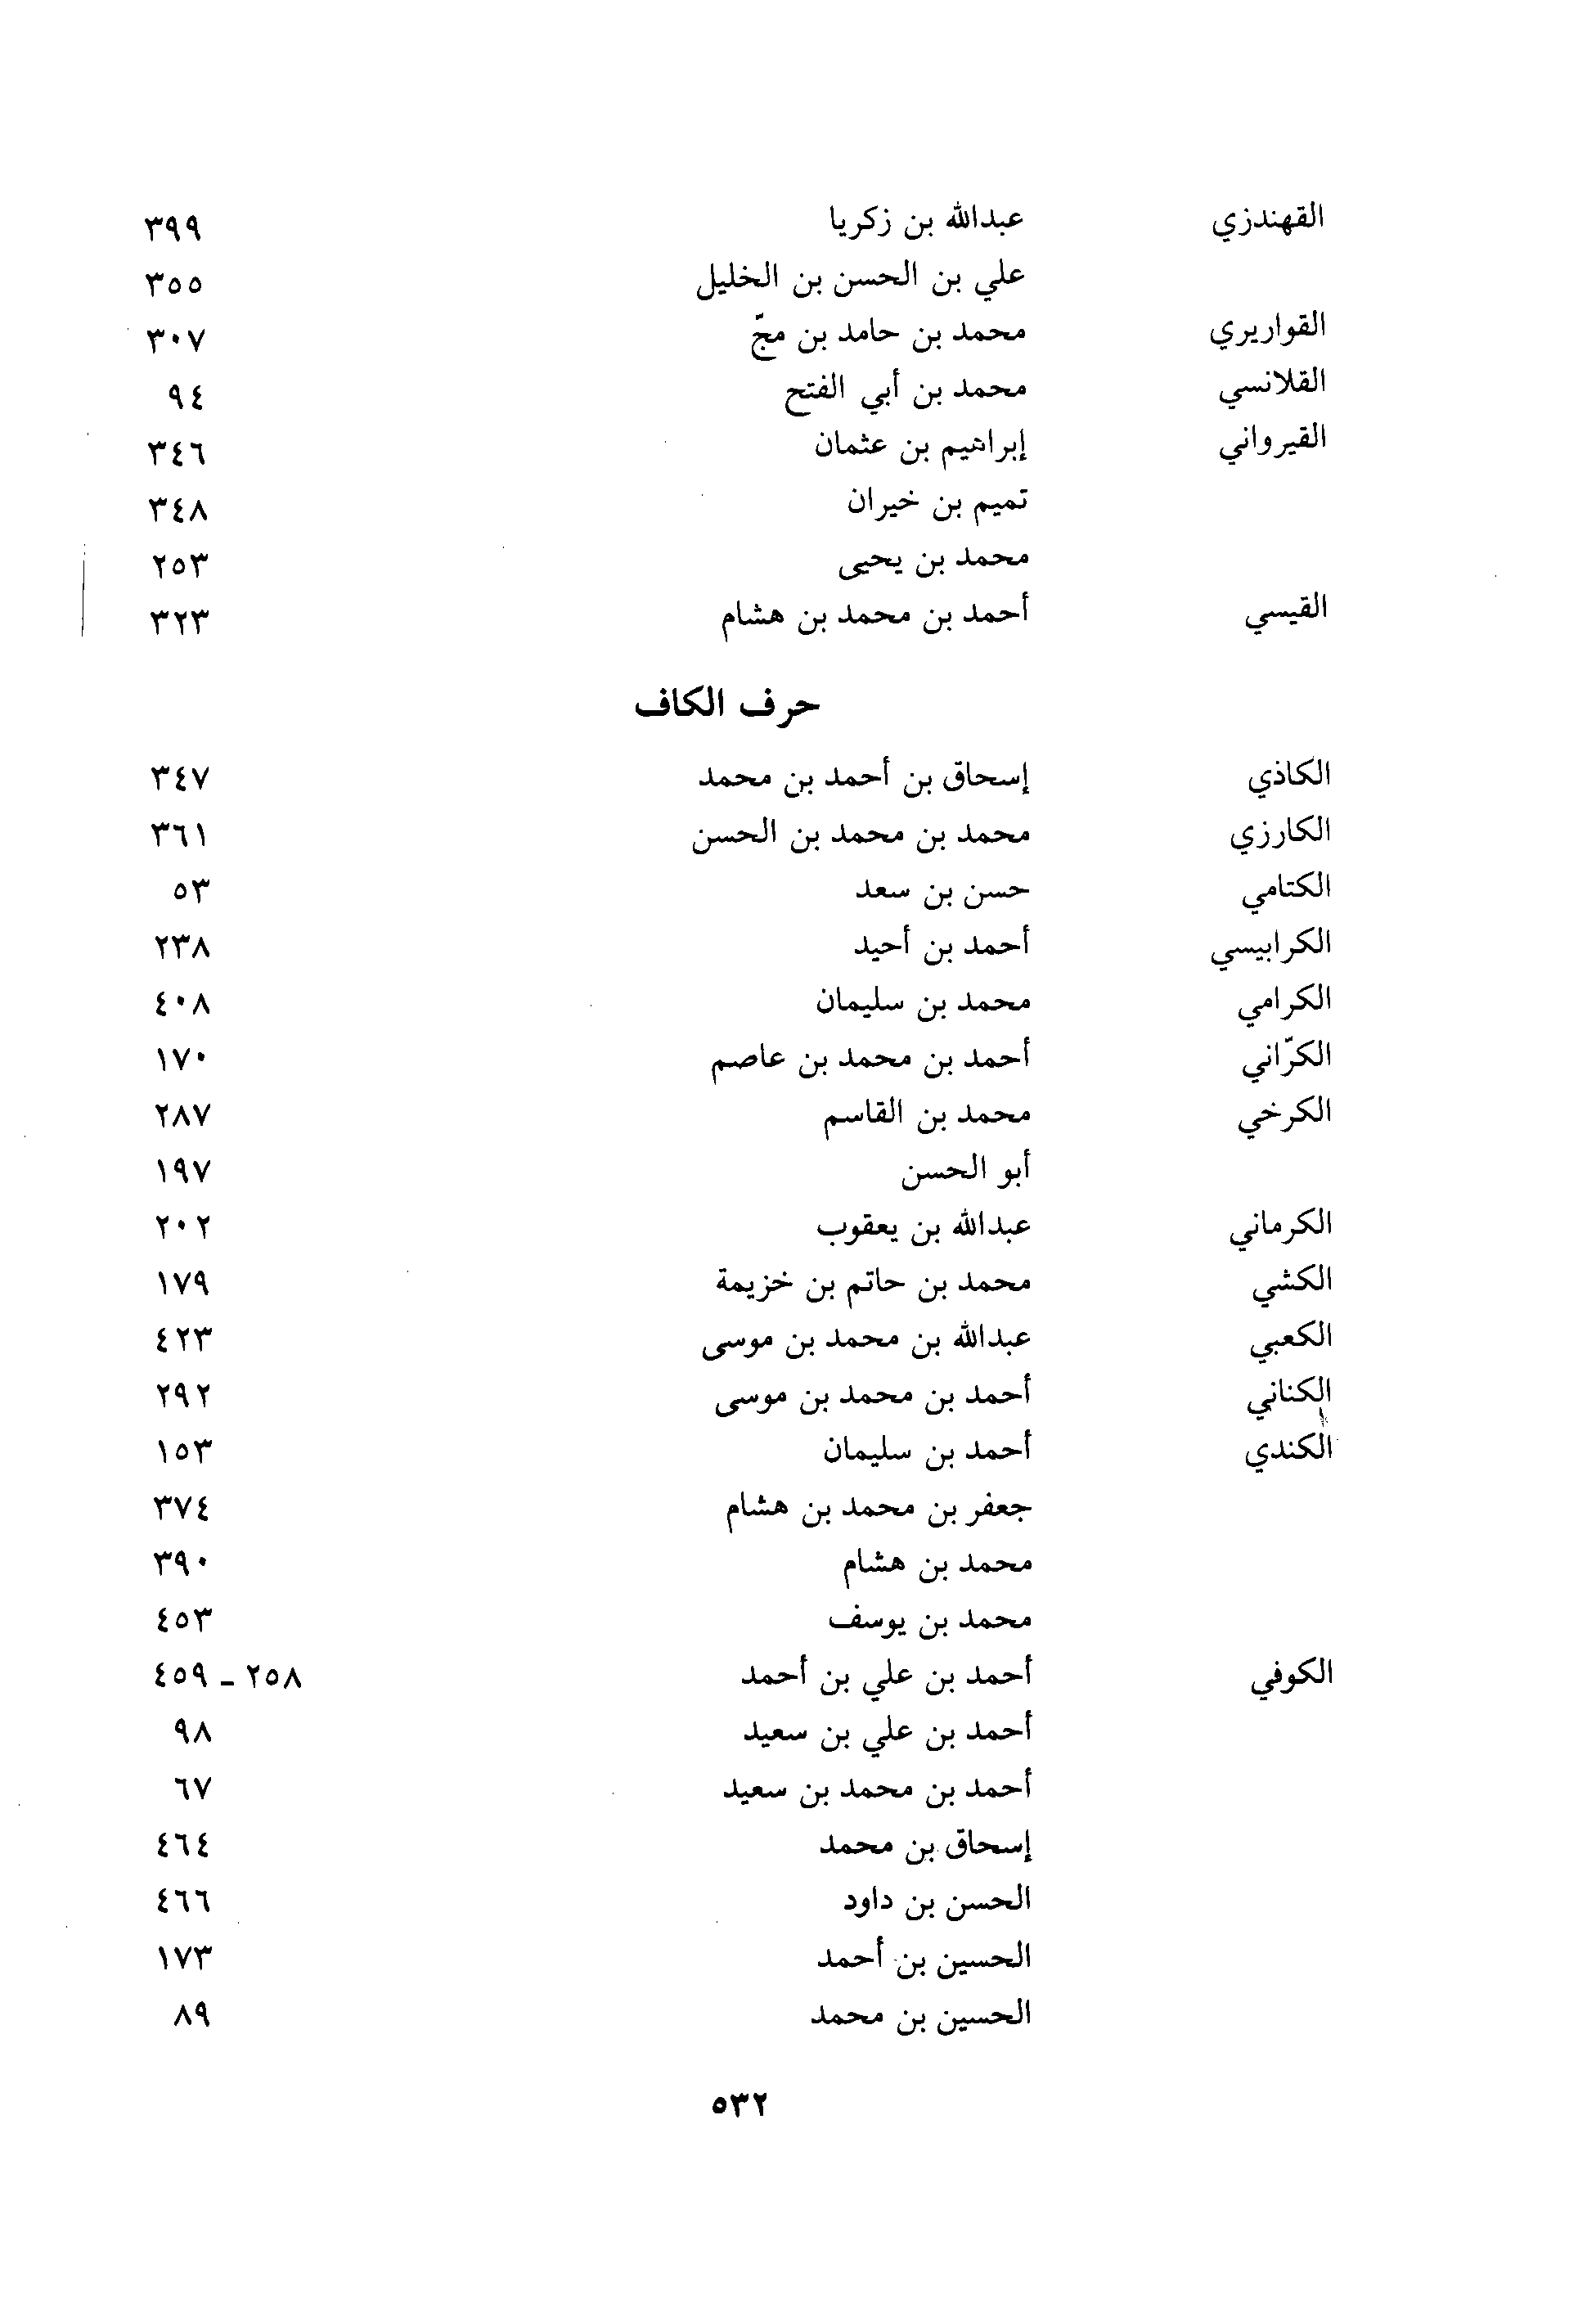 القهندزي عبدالله بن زكريا ٣٩٩
علي بن الحسن بن الخليل ٣٥٥
القواريري محمد بن حامد بن مجّ ٣٠٧
القلانسي محمد بن أبي الفتح ٩٤
القيرواني إبراهيم بن عثمان ٣٤٦
تميم بن خيران ٣٤٨
محمد بن يحيى ٢٥٣
القيسي أحمد بن محمد بن هشام ٣٢٣
حرف الكاف
الكاذي إسحاق بن أحمد بن محمد ٣٤٧
الكارزي محمد بن محمد بن الحسن ٣٦١
الكتامي حسن بن سعد ٥٣
الكرابيسي أحمد بن أحيد ٢٣٨
الكرامي محمد بن سليمان ٤٠٨
الكرّاني أحمد بن محمد بن عاصم ١٧٠
الكرخي محمد بن القاسم ٢٨٧
أبو الحسن ١٩٧
الكرماني عبدالله بن يعقوب ٢٠٢
الكشي محمد بن حاتم بن خزيمة ١٧٩
الكعبي عبدالله بن محمد بن موسى ٤٢٣
الكناني أحمد بن محمد بن موسى ٢٩٢
الكندي أحمد بن سليمان ١٥٣
جعفر بن محمد بن هشام ٣٧٤
محمد بن هشام ٣٩٠
محمد بن يوسف ٤٥٣
الكوفي أحمد بن علي بن أحمد ٢٥٨ - ٤٥٩
أحمد بن علي بن سعيد ٩٨
أحمد بن محمد بن سعيد ٦٧
إسحاق بن محمد ٤٦٤
الحسن بن داود ٤٦٦
الحسين بن أحمد ١٧٣
الحسين بن محمد ٨٩
٥٣٢